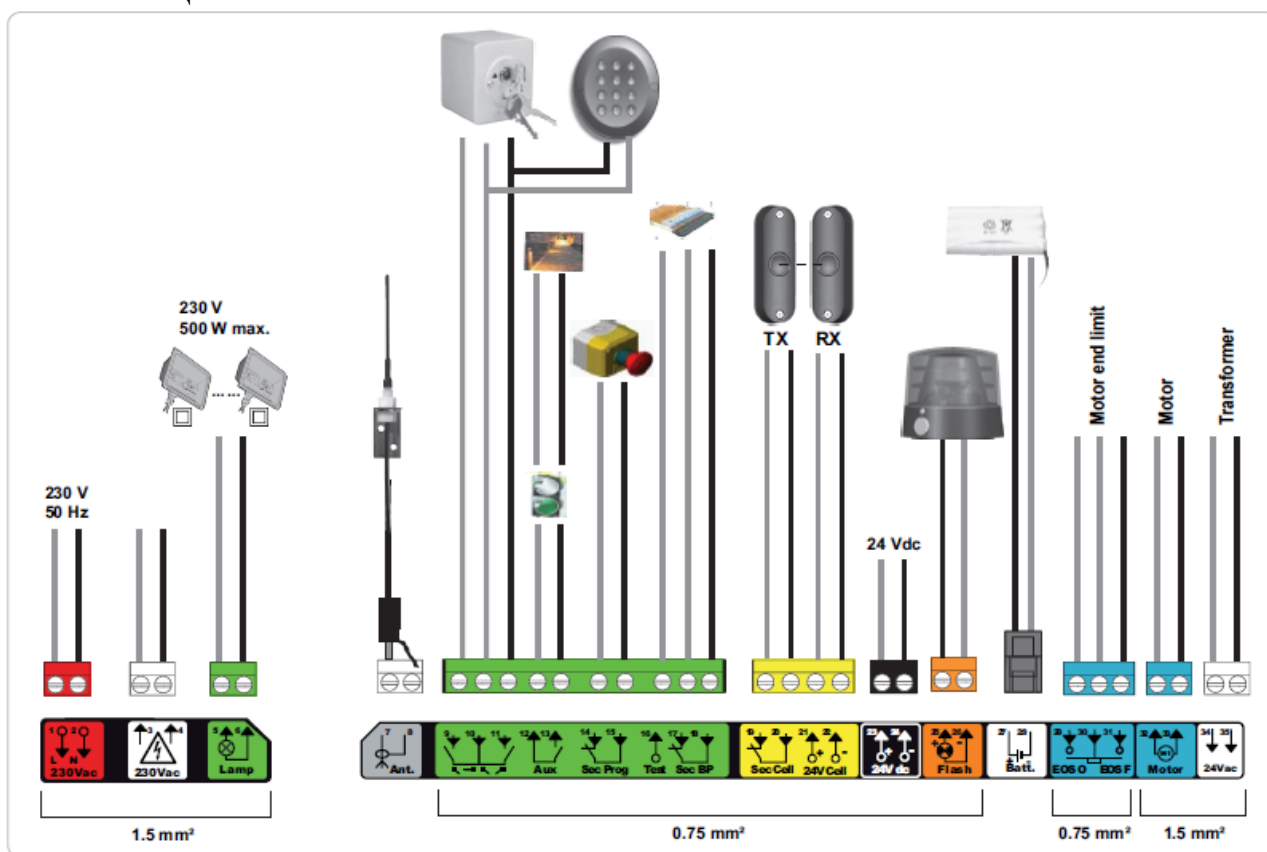 230 V
500 W max.
TX RX
Motor end limit
Motor
Transformer
230 V
50 Hz
24 Vdc
1 2
L N
230Vac
3 4
230Vac
5 6
Lamp
7 8
Ant.
9 10 11
12 13
Aux
14 15
Sec Prog
16 17 18
Test Sec BP
19 20
Sec Cell
21 22
+ -
24V Cell
23 24
+ -
24V dc
25 26
+ -
Flash
27 28
+ -
Batt.
29 30 31
EOS O EOS F
32 33
Motor
34 35
24Vac
1.5 mm²
0.75 mm²
0.75 mm²
1.5 mm²